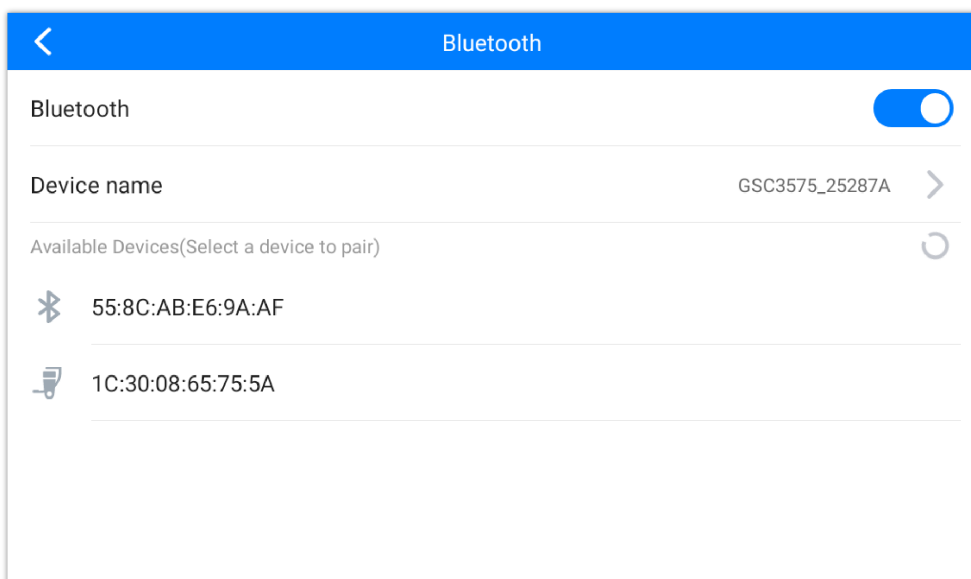 Bluetooth
Bluetooth
Device name GSC3575_25287A
Available Devices(Select a device to pair)
55:8C:AB:E6:9A:AF
1C:30:08:65:75:5A